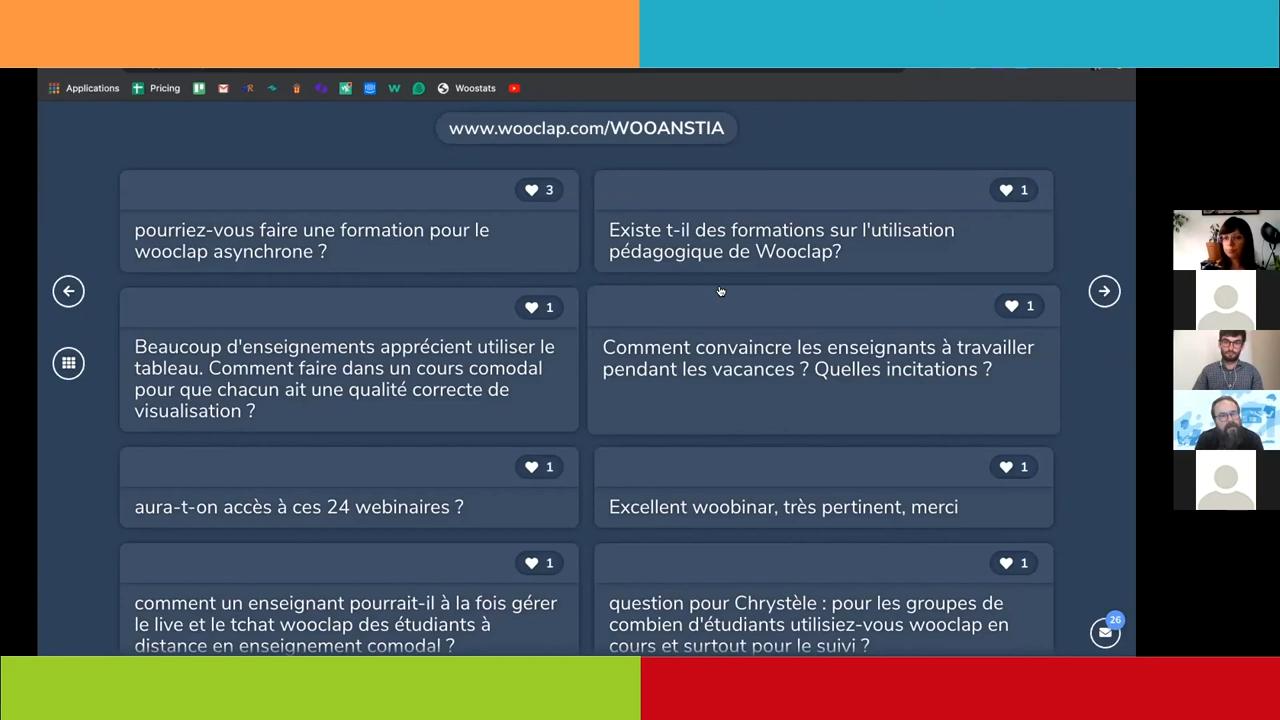 Applications Pricing Woostats
www.wooclap.com/WOOANSTIA
3
pourriez-vous faire une formation pour le
wooclap asynchrone ?
1
Existe t-il des formations sur l'utilisation
pédagogique de Wooclap?
1
Beaucoup d'enseignements apprécient utiliser le
tableau. Comment faire dans un cours comodal
pour que chacun ait une qualité correcte de
visualisation ?
1
Comment convaincre les enseignants à travailler
pendant les vacances ? Quelles incitations ?
1
aura-t-on accès à ces 24 webinaires ?
1
Excellent woobinar, très pertinent, merci
1
comment un enseignant pourrait-il à la fois gérer
le live et le tchat wooclap des étudiants à
distance en enseignement comodal ?
1
question pour Chrystèle : pour les groupes de
combien d'étudiants utilisiez-vous wooclap en
cours et surtout pour le suivi ?
26